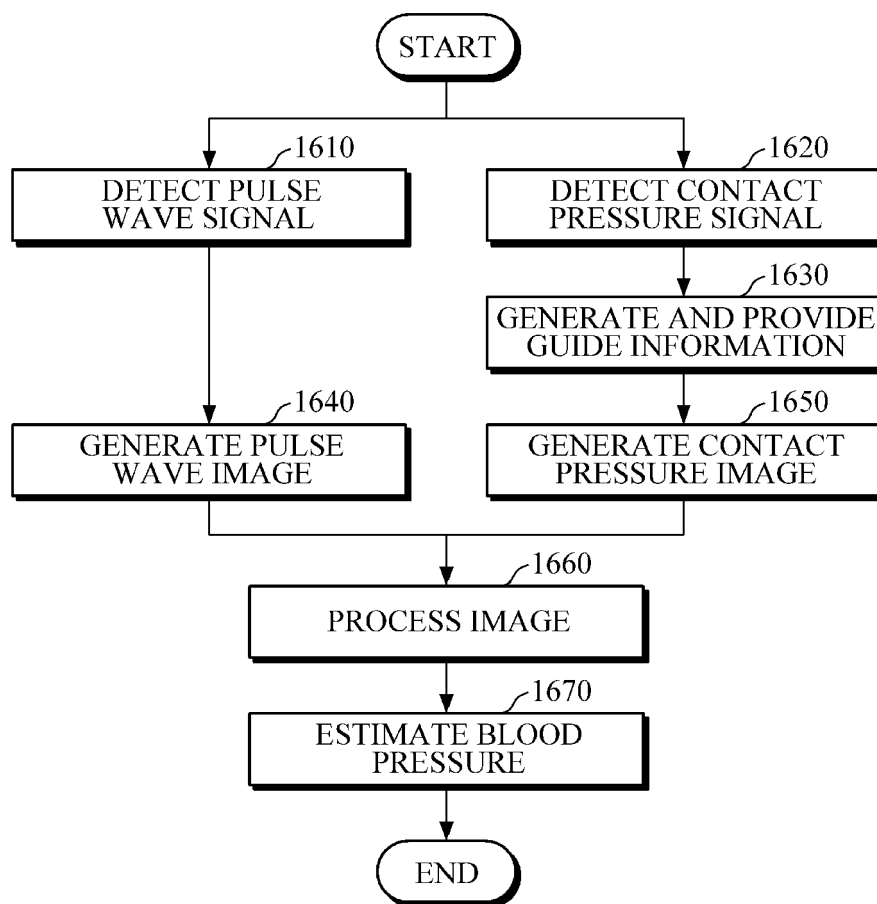 START
1610
DETECT PULSE
WAVE SIGNAL
1620
DETECT CONTACT
PRESSURE SIGNAL
1630
GENERATE AND PROVIDE
GUIDE INFORMATION
1640
GENERATE PULSE
WAVE IMAGE
1650
GENERATE CONTACT
PRESSURE IMAGE
1660
PROCESS IMAGE
1670
ESTIMATE BLOOD
PRESSURE
END